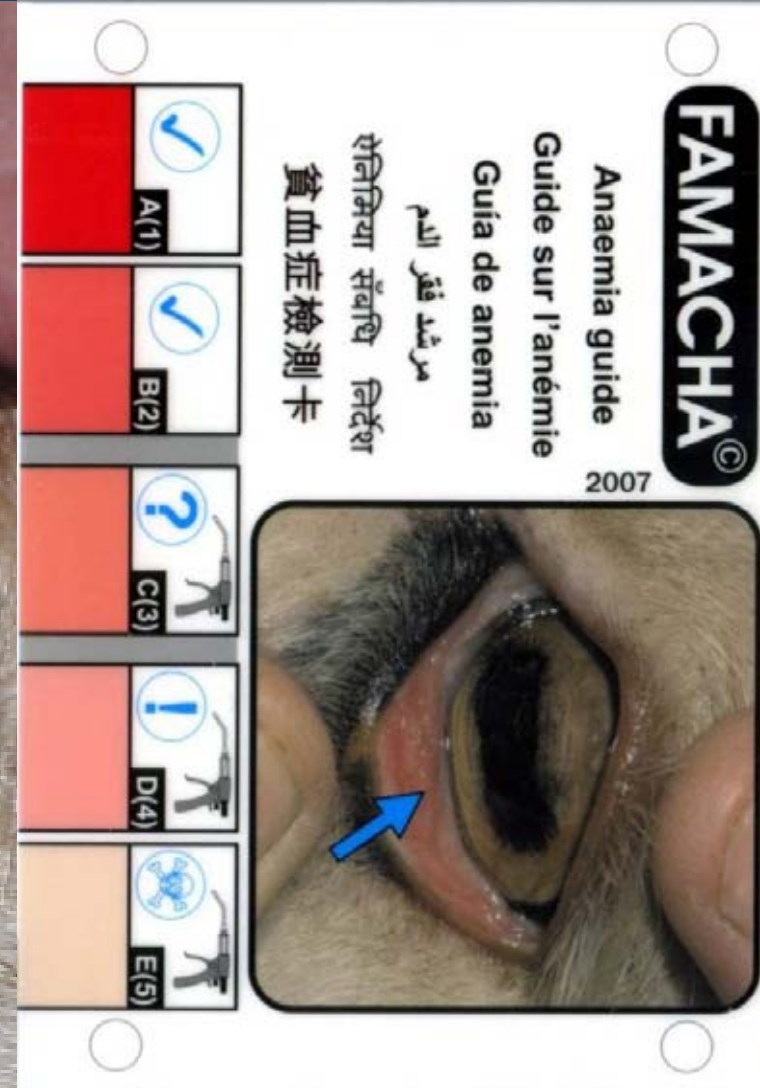 FAMACHA©
Anaemia guide
Guide sur l'anémie
Guía de anemia
مرشد فقر الدم
ऐनिमिया संबंधि निर्देश
貧血症檢測卡
2007
A(1)
B(2)
?
C(3)
!
D(4)
E(5)